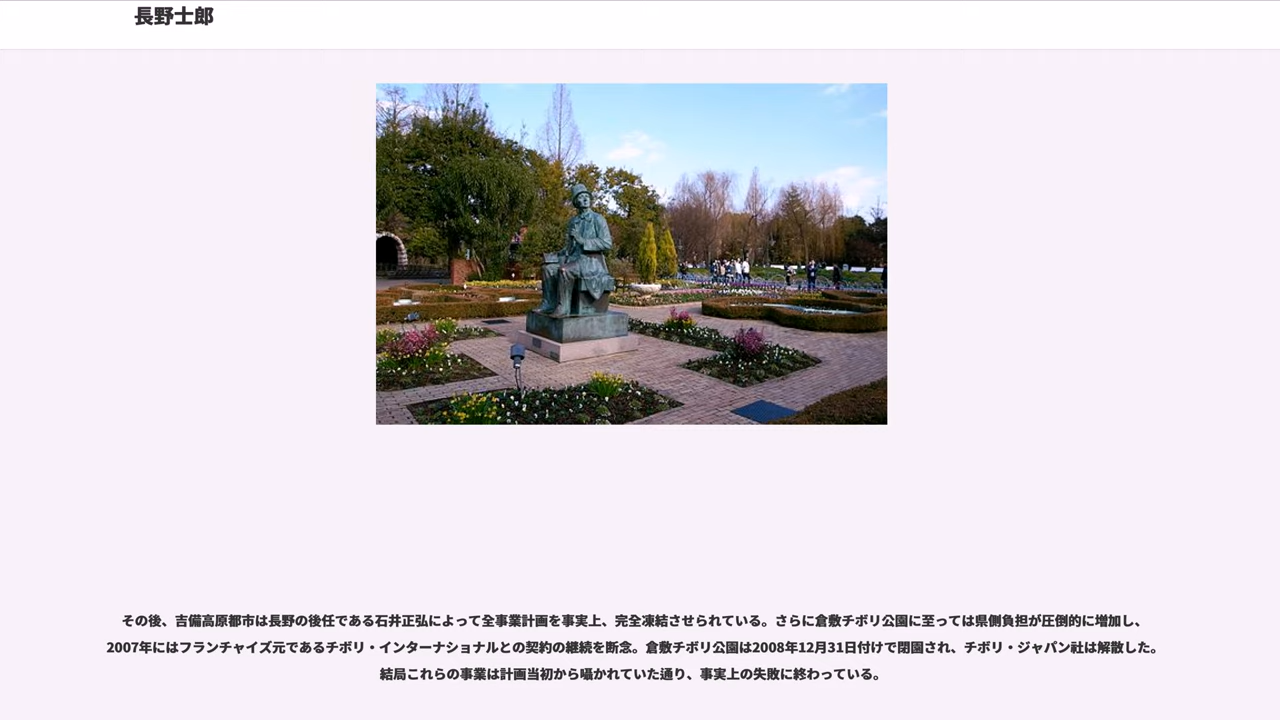 長野士郎
その後、吉備高原都市は長野の後任である石井正弘によって全事業計画を事実上、完全凍結させられている。さらに倉敷チボリ公園に至っては県側負担が圧倒的に増加し、
2007年にはフランチャイズ元であるチボリ・インターナショナルとの契約の継続を断念。倉敷チボリ公園は2008年12月31日付けで閉園され、チボリ・ジャパン社は解散した。
結局これらの事業は計画当初から囁かれていた通り、事実上の失敗に終わっている。